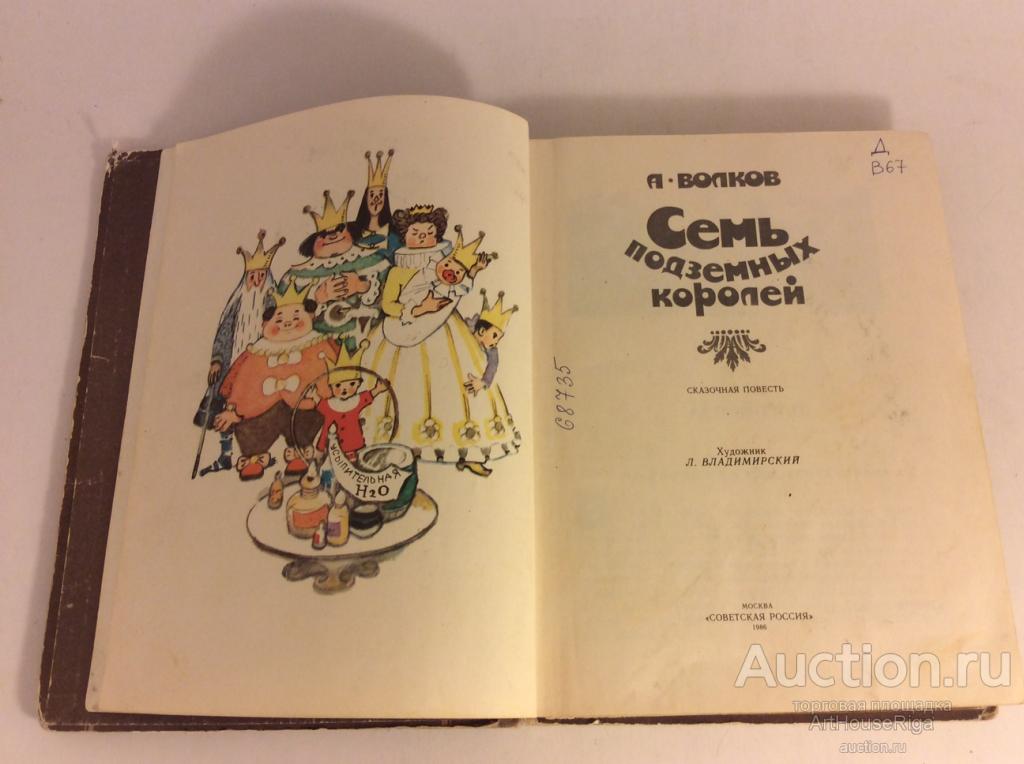 УСЫПИТЕЛЬНАЯ
H2O
Д
В67
А·ВОЛКОВ
Семь
подземных
королей
СКАЗОЧНАЯ ПОВЕСТЬ
68735
Художник
Л. ВЛАДИМИРСКИЙ
МОСКВА
«СОВЕТСКАЯ РОССИЯ»
1986
Auction.ru
торговая площадка
ArtHouseRiga
auction.ru